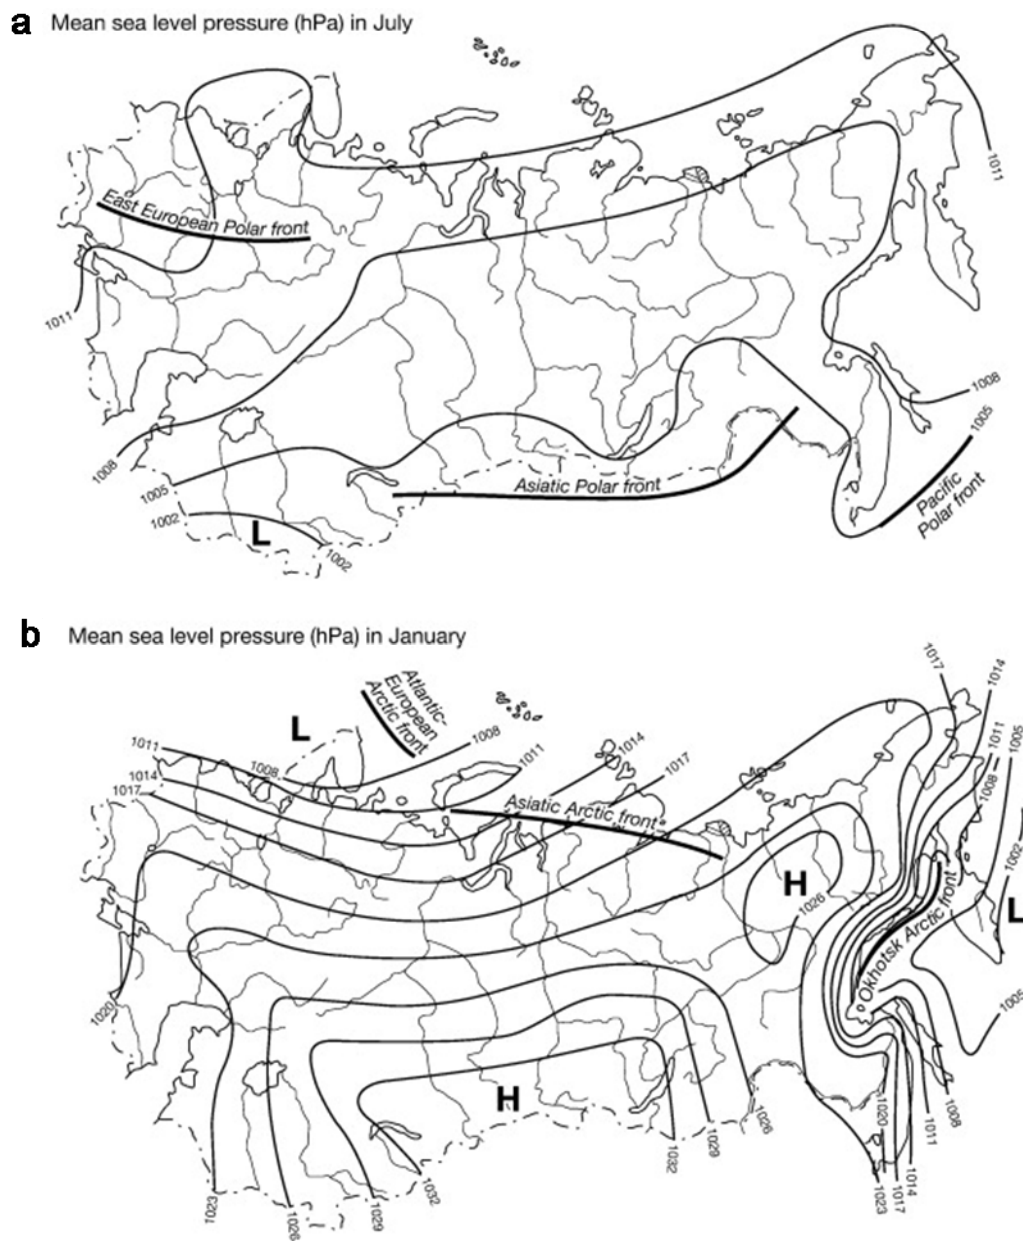 a Mean sea level pressure (hPa) in July
1011
East European Polar front
1011
1008
1005
1008
1005
Asiatic Polar front
Pacific
Polar front
1002
L
1002
b Mean sea level pressure (hPa) in January
1017
1014
Atlantic-
European
Arctic front
L
1011
1008
1008
1011
1014
1017
1011
1005
1014
1017
1008
Asiatic Arctic front
H
1026
1002
L
Okhotsk Arctic front
1020
1005
H
1026
1020
1008
1011
1029
1032
1014
1017
1023
1032
1029
1026
1023